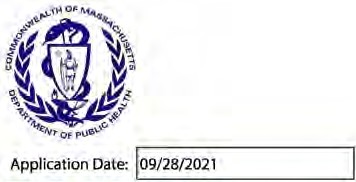 COMMONWEALTH OF MASSACHUSETTS
DEPARTMENT OF PUBLIC HEALTH
Application Date: 09/28/2021